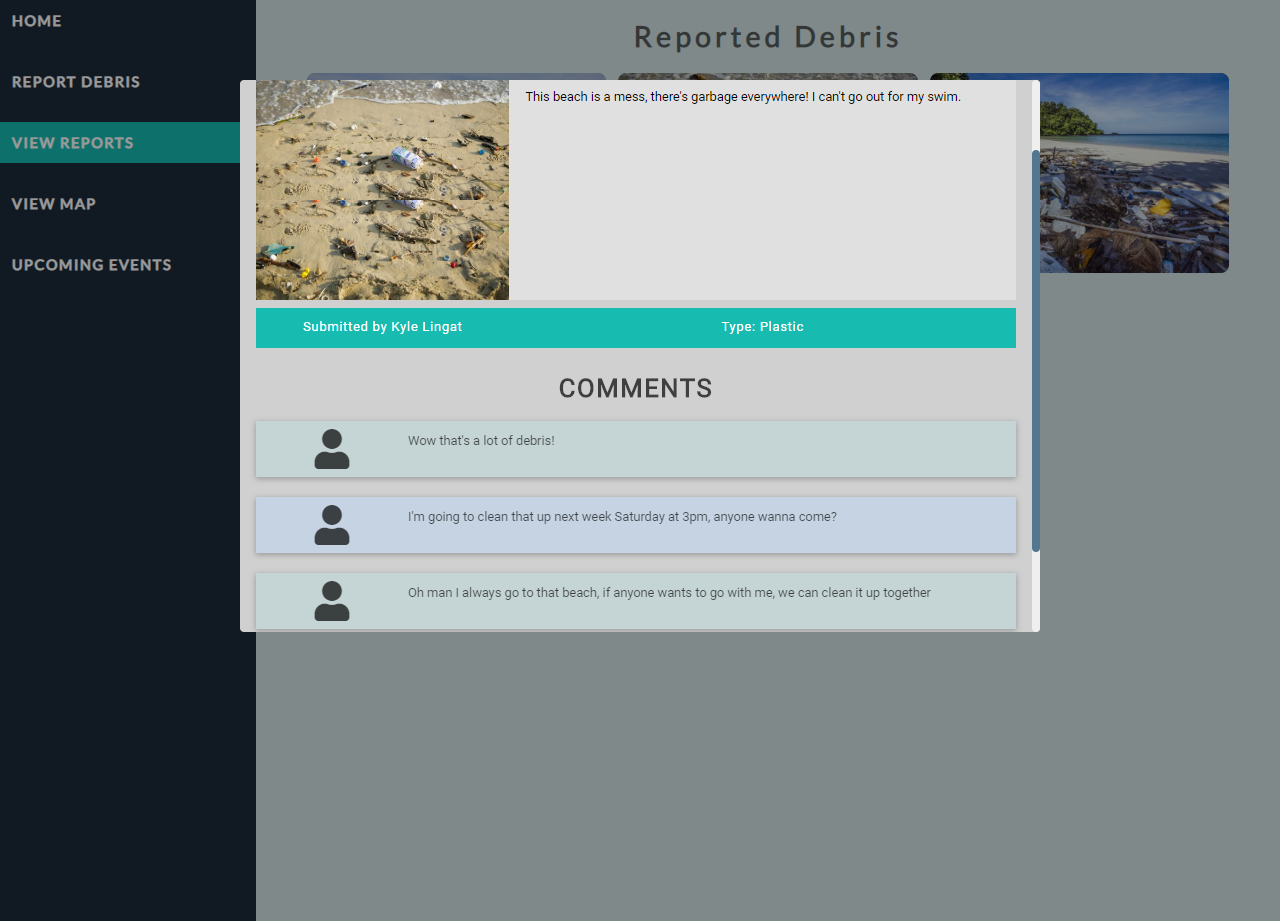 HOME
REPORT DEBRIS
VIEW REPORTS
VIEW MAP
UPCOMING EVENTS
Reported Debris
This beach is a mess, there's garbage everywhere! I can't go out for my swim.
Submitted by Kyle Lingat
Type: Plastic
COMMENTS
Wow that's a lot of debris!
I'm going to clean that up next week Saturday at 3pm, anyone wanna come?
Oh man I always go to that beach, if anyone wants to go with me, we can clean it up together